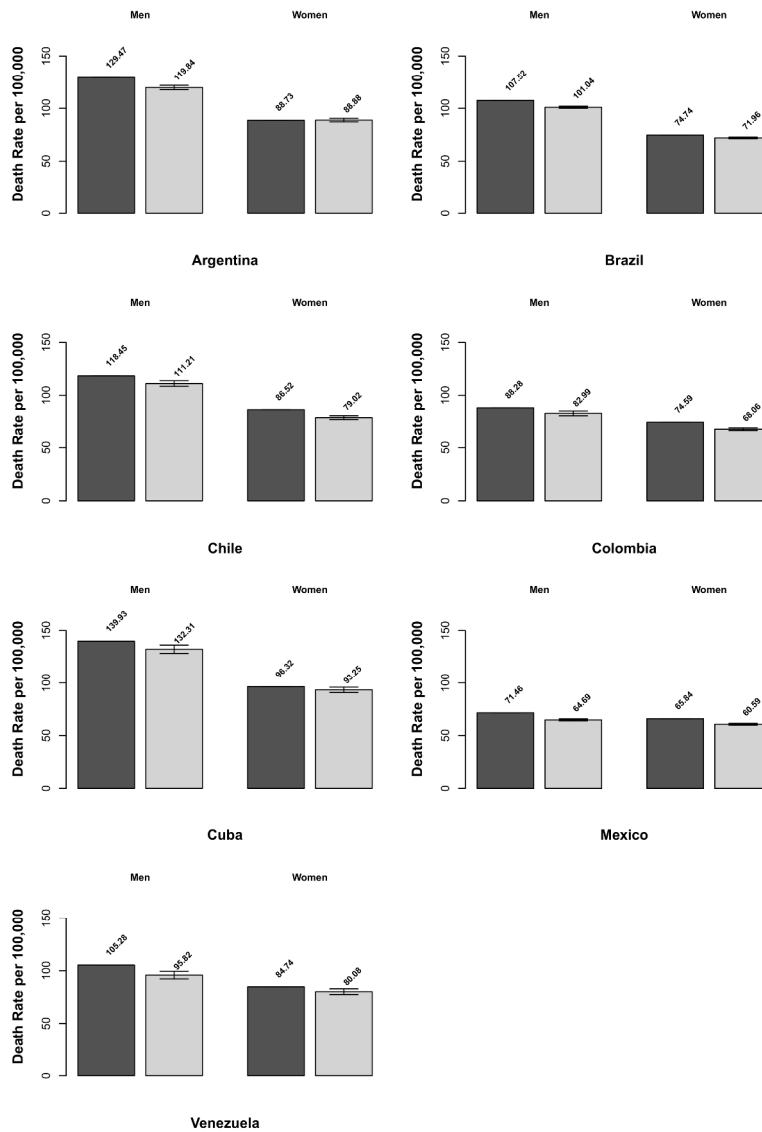 Men Women
Death Rate per 100,000
150
100
50
0
129.47 119.84 88.73 88.88
Argentina
Men Women
Death Rate per 100,000
150
100
50
0
107.52 101.04 74.74 71.96
Brazil
Men Women
Death Rate per 100,000
150
100
50
0
118.45 111.21 86.52 79.02
Chile
Men Women
Death Rate per 100,000
150
100
50
0
88.28 82.99 74.59 68.06
Colombia
Men Women
Death Rate per 100,000
150
100
50
0
139.93 132.31 96.32 93.25
Cuba
Men Women
Death Rate per 100,000
150
100
50
0
71.46 64.69 65.84 60.59
Mexico
Men Women
Death Rate per 100,000
150
100
50
0
105.28 95.82 84.74 80.08
Venezuela